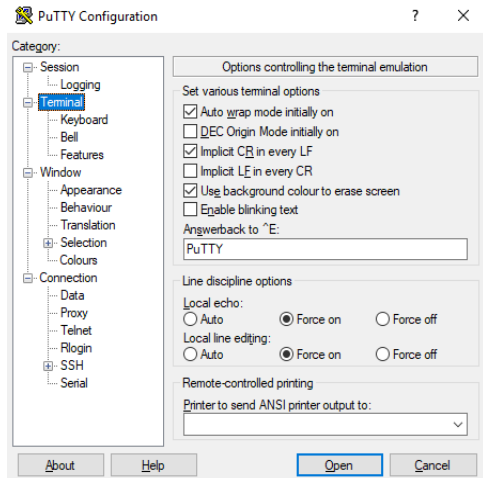 PuTTY Configuration
?
Category:
Session
Logging
Terminal
Keyboard
Bell
Features
Window
Appearance
Behaviour
Translation
Selection
Colours
Connection
Data
Proxy
Telnet
Rlogin
SSH
Serial
Options controlling the terminal emulation
Set various terminal options
Auto wrap mode initially on
DEC Origin Mode initially on
Implicit CR in every LF
Implicit LF in every CR
Use background colour to erase screen
Enable blinking text
Answerback to ^E:
PuTTY
Line discipline options
Local echo:
Auto Force on Force off
Local line editing:
Auto Force on Force off
Remote-controlled printing
Printer to send ANSI printer output to:
About Help Open Cancel